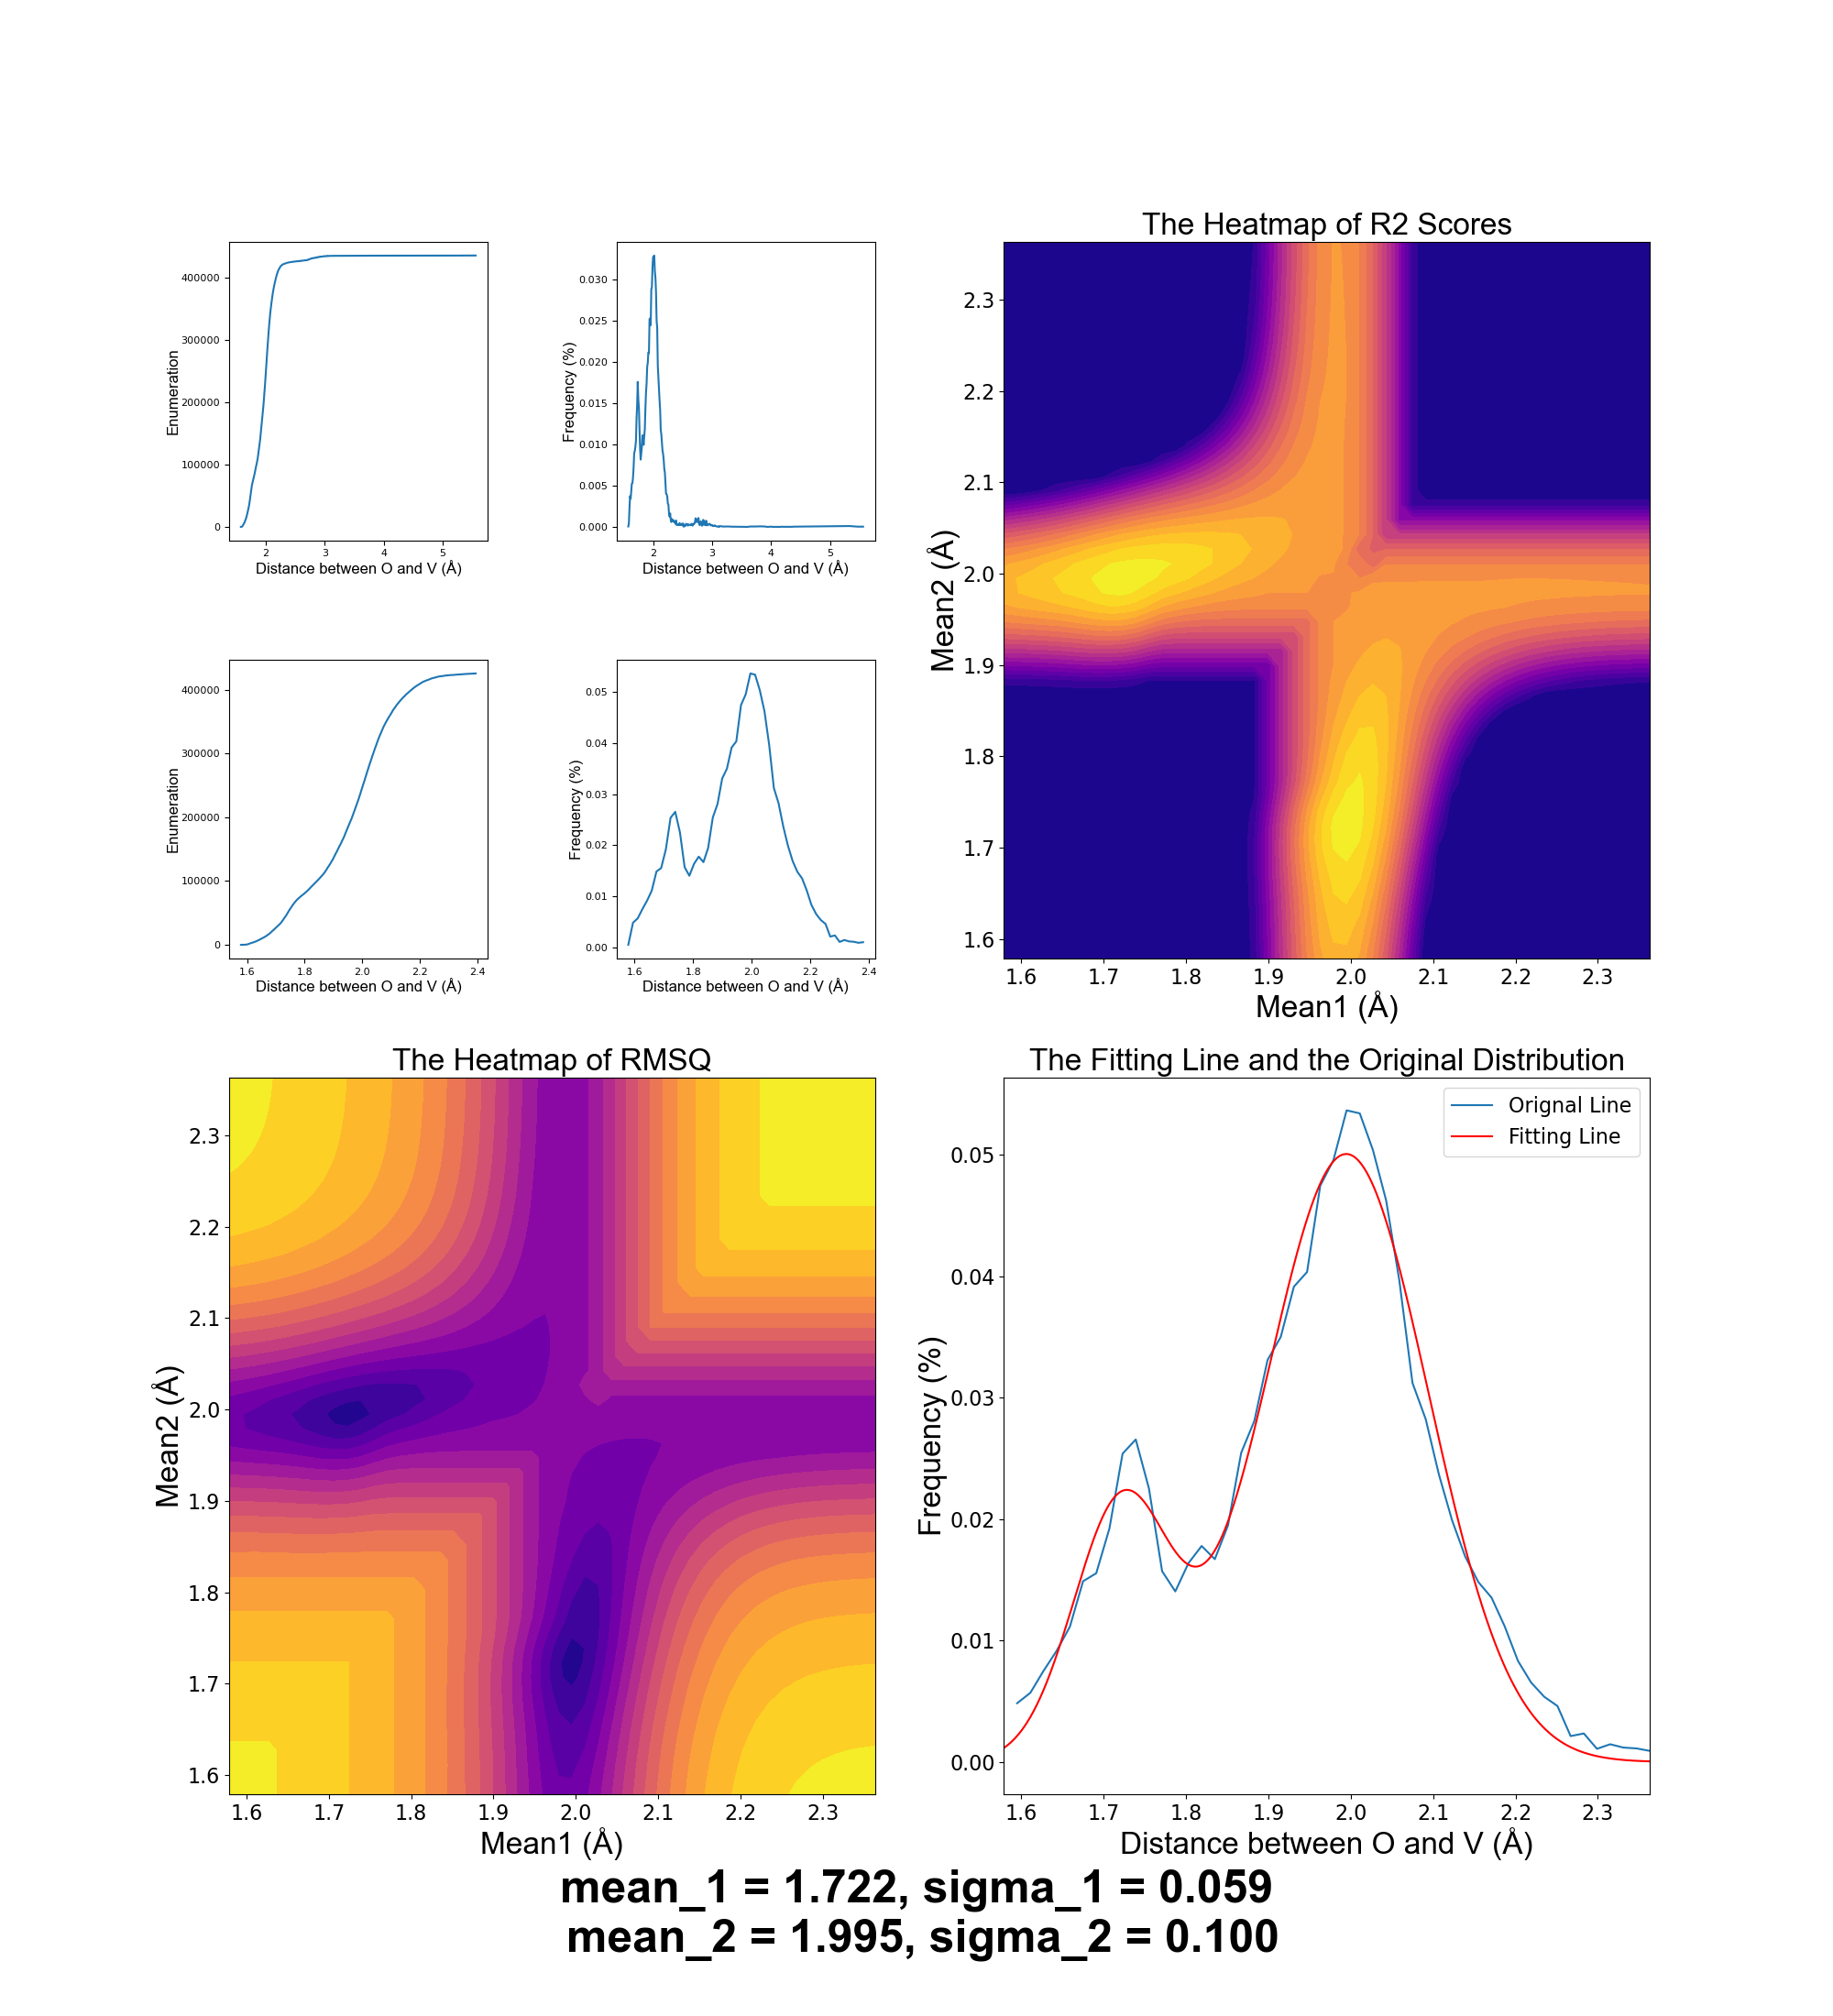 The Heatmap of R2 Scores
400000
300000
200000
100000
0
Enumeration
2 3 4 5
Distance between O and V (Å)
0.030
0.025
0.020
0.015
0.010
0.005
0.000
Frequency (%)
2 3 4 5
Distance between O and V (Å)
2.3
2.2
2.1
2.0
1.9
1.8
1.7
1.6
Mean2 (Å)
1.6 1.7 1.8 1.9 2.0 2.1 2.2 2.3
Mean1 (Å)
400000
300000
200000
100000
0
Enumeration
1.6 1.8 2.0 2.2 2.4
Distance between O and V (Å)
0.05
0.04
0.03
0.02
0.01
0.00
Frequency (%)
1.6 1.8 2.0 2.2 2.4
Distance between O and V (Å)
The Heatmap of RMSQ
2.3
2.2
2.1
2.0
1.9
1.8
1.7
1.6
Mean2 (Å)
1.6 1.7 1.8 1.9 2.0 2.1 2.2 2.3
Mean1 (Å)
The Fitting Line and the Original Distribution
Orignal Line
Fitting Line
0.05
0.04
0.03
0.02
0.01
0.00
Frequency (%)
1.6 1.7 1.8 1.9 2.0 2.1 2.2 2.3
Distance between O and V (Å)
mean_1 = 1.722, sigma_1 = 0.059
mean_2 = 1.995, sigma_2 = 0.100